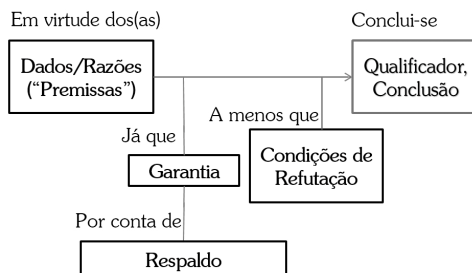 Em virtude dos(as)
Conclui-se
Dados/Razões
("Premissas")
Qualificador,
Conclusão
Já que
A menos que
Garantia
Condições de
Refutação
Por conta de
Respaldo